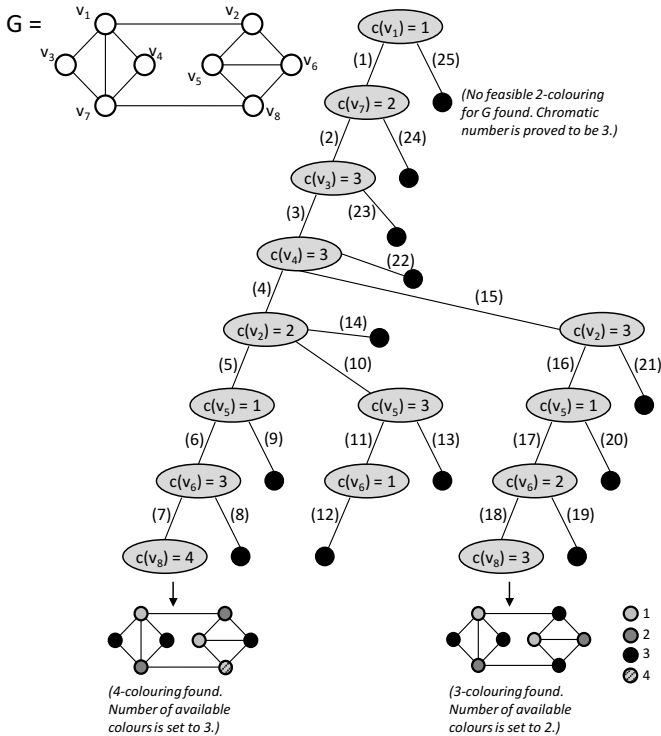 G =
v1
v2
v3
v4
v5
v6
v7
v8
c(v1) = 1
(1)
(25)
c(v7) = 2
(No feasible 2-colouring
for G found. Chromatic
number is proved to be 3.)
(2)
(24)
c(v3) = 3
(3)
(23)
c(v4) = 3
(22)
(4)
(15)
c(v2) = 2
(14)
c(v2) = 3
(5)
(10)
(16)
(21)
c(v5) = 1
c(v5) = 3
c(v5) = 1
(6)
(9)
(11)
(13)
(17)
(20)
c(v6) = 3
c(v6) = 1
c(v6) = 2
(7)
(8)
(12)
(18)
(19)
c(v8) = 4
c(v8) = 3
1
2
3
4
(4-colouring found.
Number of available
colours is set to 3.)
(3-colouring found.
Number of available
colours is set to 2.)